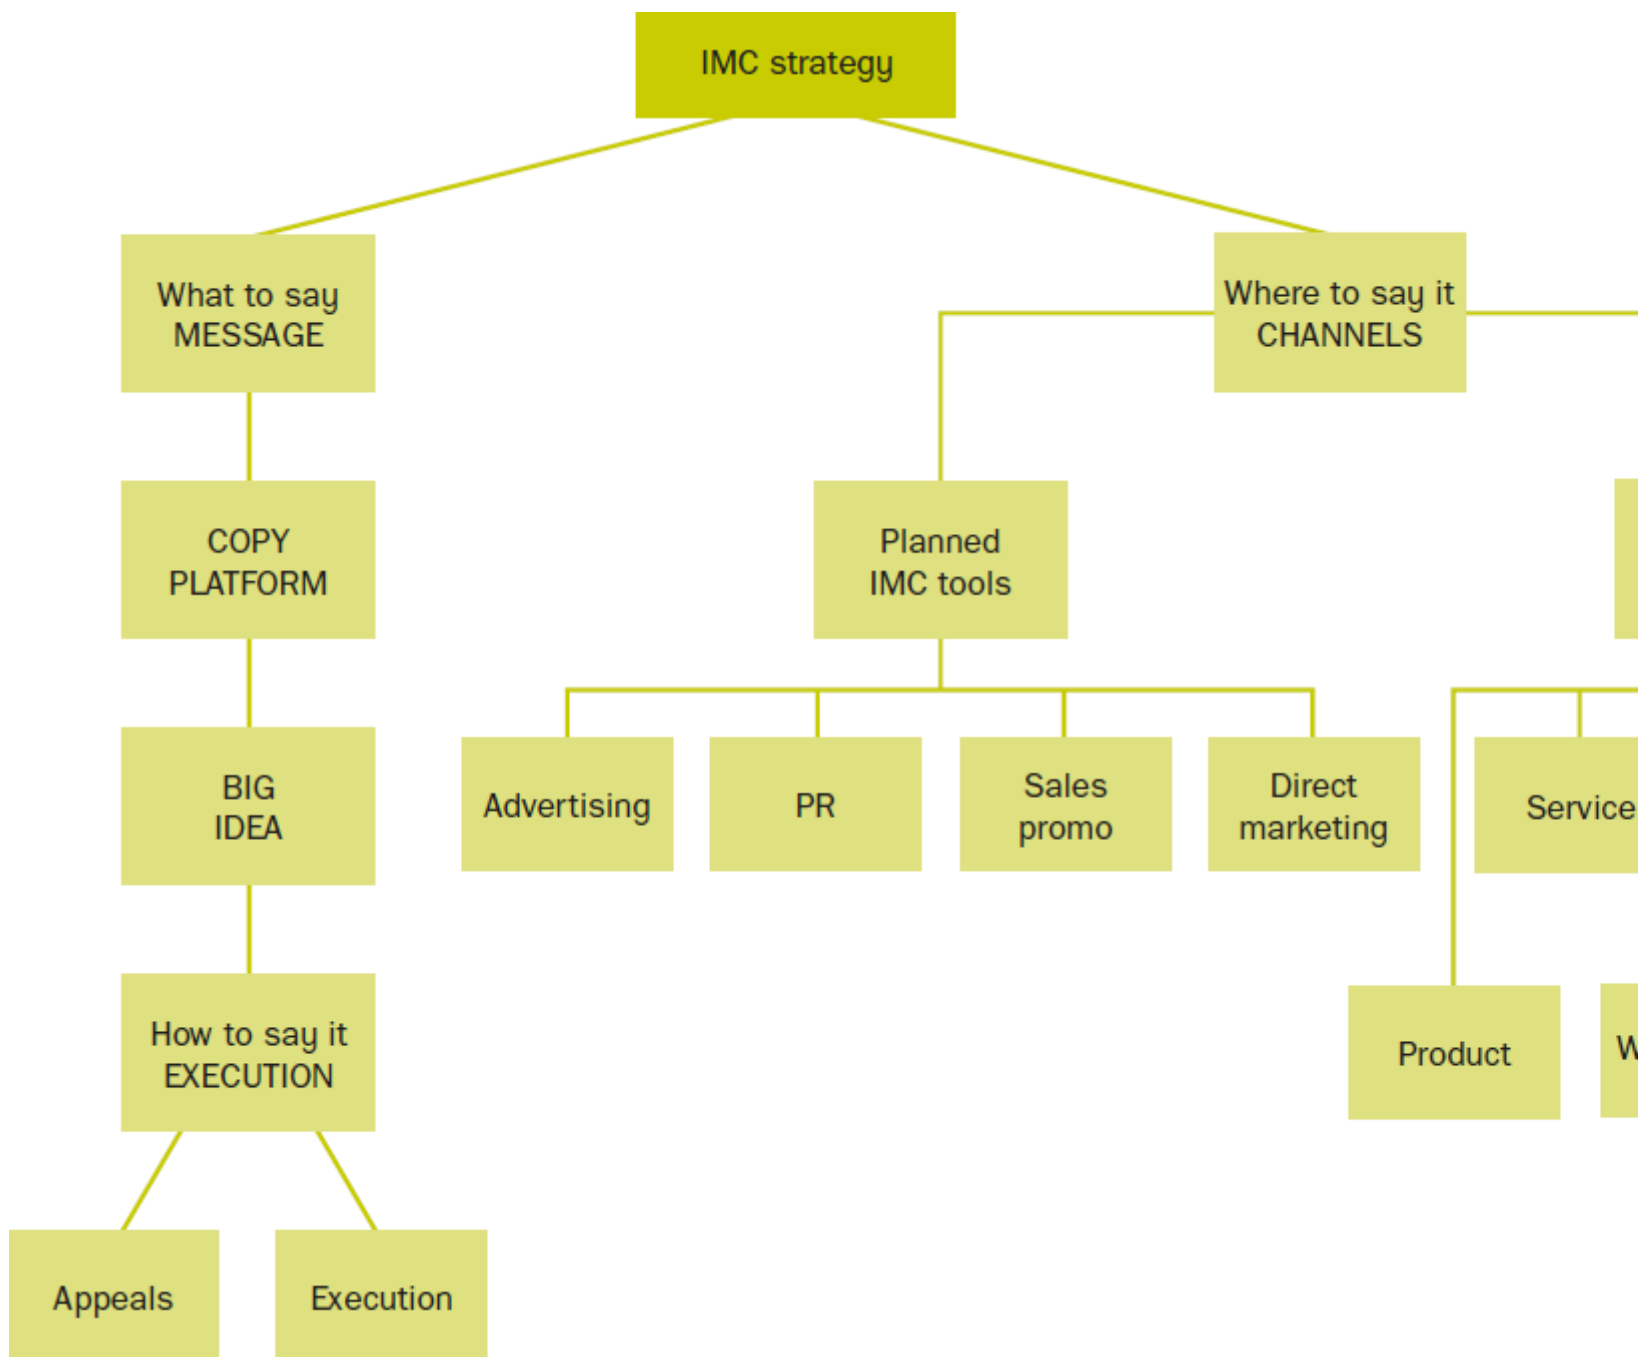 IMC strategy
What to say
MESSAGE
Where to say it
CHANNELS
COPY
PLATFORM
Planned
IMC tools
BIG
IDEA
Advertising
PR
Sales
promo
Direct
marketing
Service
How to say it
EXECUTION
Product
Appeals
Execution